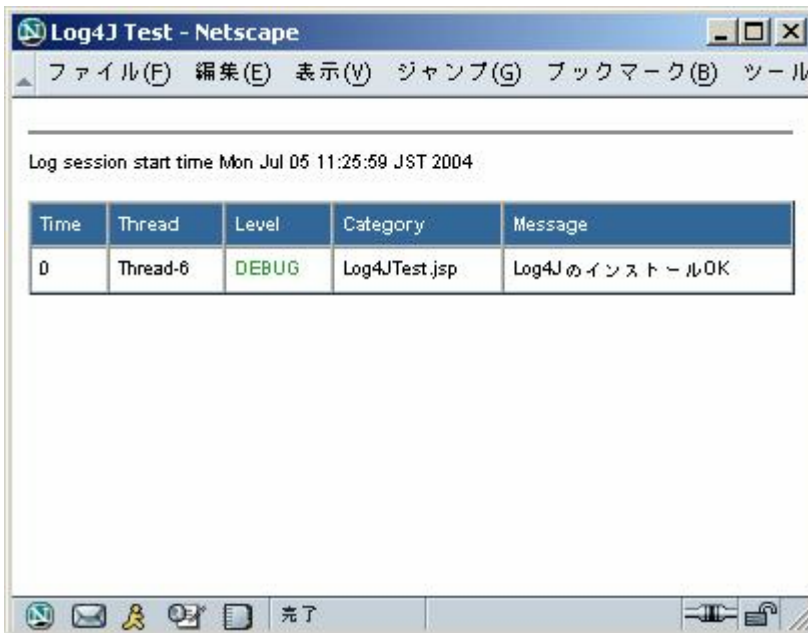 Log4J Test - Netscape
ファイル(F) 編集(E) 表示(V) ジャンプ(G) ブックマーク(B) ツール
Log session start time Mon Jul 05 11:25:59 JST 2004
Time Thread Level Category Message
0 Thread-6 DEBUG Log4JTest.jsp Log4JのインストールOK
完了